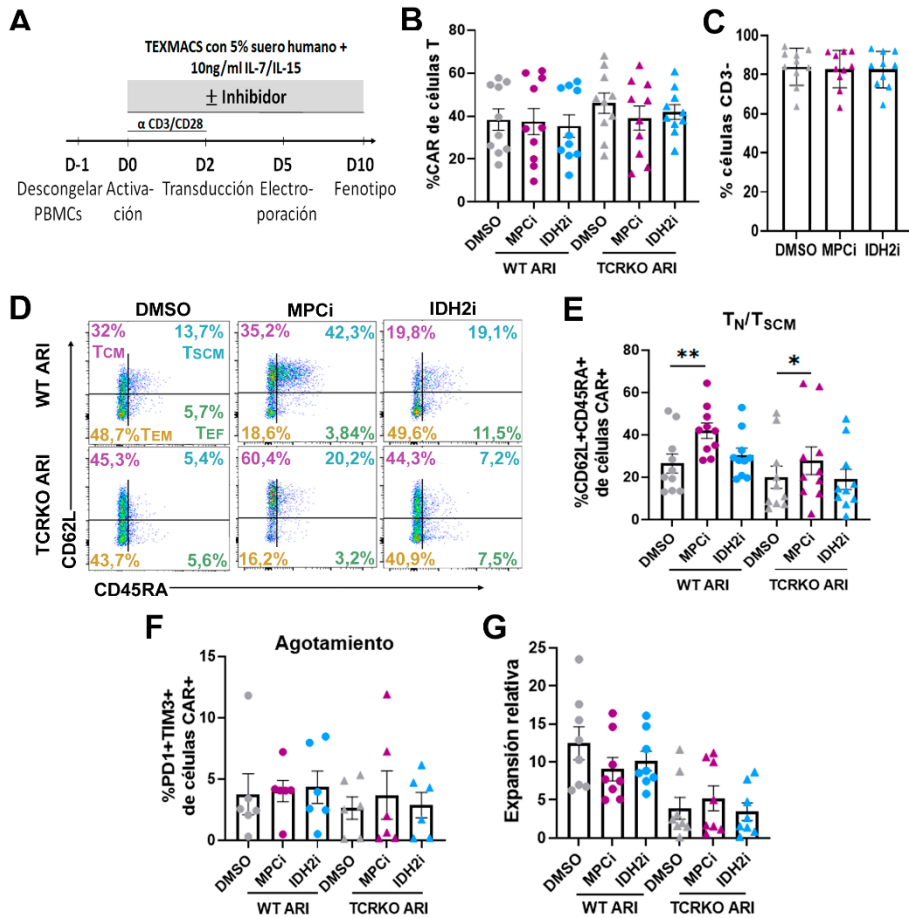 A
TEXMACS con 5% suero humano +
10ng/ml IL-7/IL-15
± Inhibidor
α CD3/CD28
D-1 D0 D2 D5 D10
Descongelar Activa- Transducción Electro- Fenotipo
PBMCs ción poración
B
%CAR de células T
80
60
40
20
0
DMSO MPCi IDH2i DMSO MPCi IDH2i
WT ARI TCRKO ARI
C
% células CD3-
100
80
60
40
20
0
DMSO MPCi IDH2i
D
DMSO MPCi IDH2i
WT ARI
32% 13,7% 35,2% 42,3% 19,8% 19,1%
TCM TSCM
5,7%
48,7% TEM TEF 18,6% 3,84% 49,6% 11,5%
TCRKO ARI
45,3% 5,4% 60,4% 20,2% 44,3% 7,2%
43,7% 5,6% 16,2% 3,2% 40,9% 7,5%
CD62L
CD45RA
E
TN/TSCM
%CD62L+CD45RA+
de células CAR+
80
60
40
20
0
** *
DMSO MPCi IDH2i DMSO MPCi IDH2i
WT ARI TCRKO ARI
F
Agotamiento
%PD1+TIM3+
de células CAR+
15
10
5
0
DMSO MPCi IDH2i DMSO MPCi IDH2i
WT ARI TCRKO ARI
G
Expansión relativa
25
20
15
10
5
0
DMSO MPCi IDH2i DMSO MPCi IDH2i
WT ARI TCRKO ARI